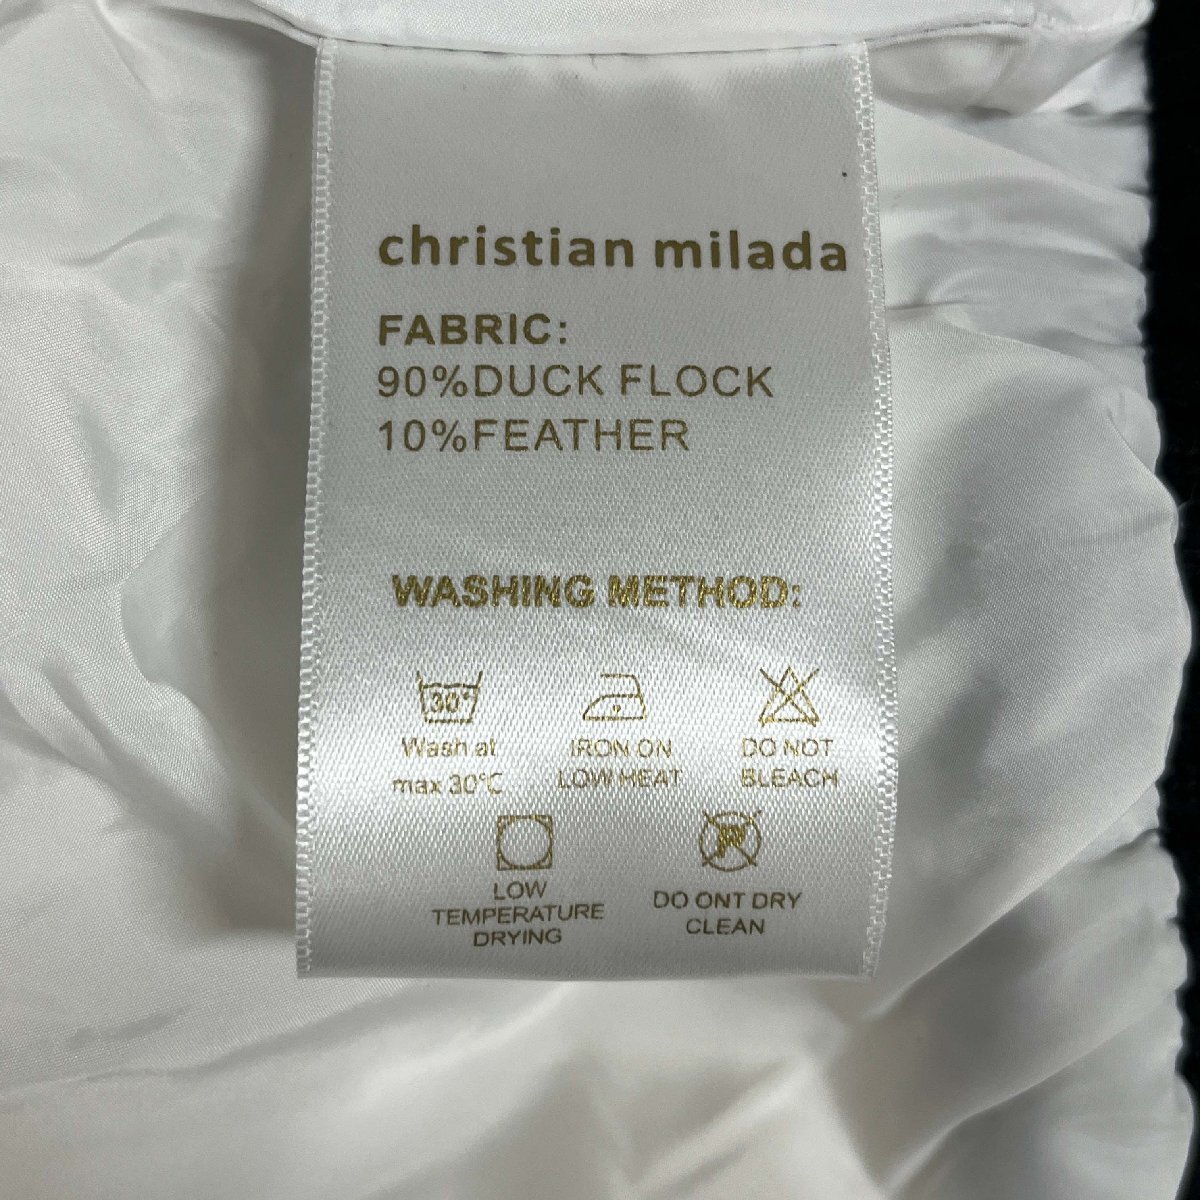 christian milada
FABRIC:
90%DUCK FLOCK
10%FEATHER
WASHING METHOD:
30°
Wash at
max 30°C
IRON ON
LOW HEAT
DO NOT
BLEACH
LOW
TEMPERATURE
DRYING
DO ONT DRY
CLEAN